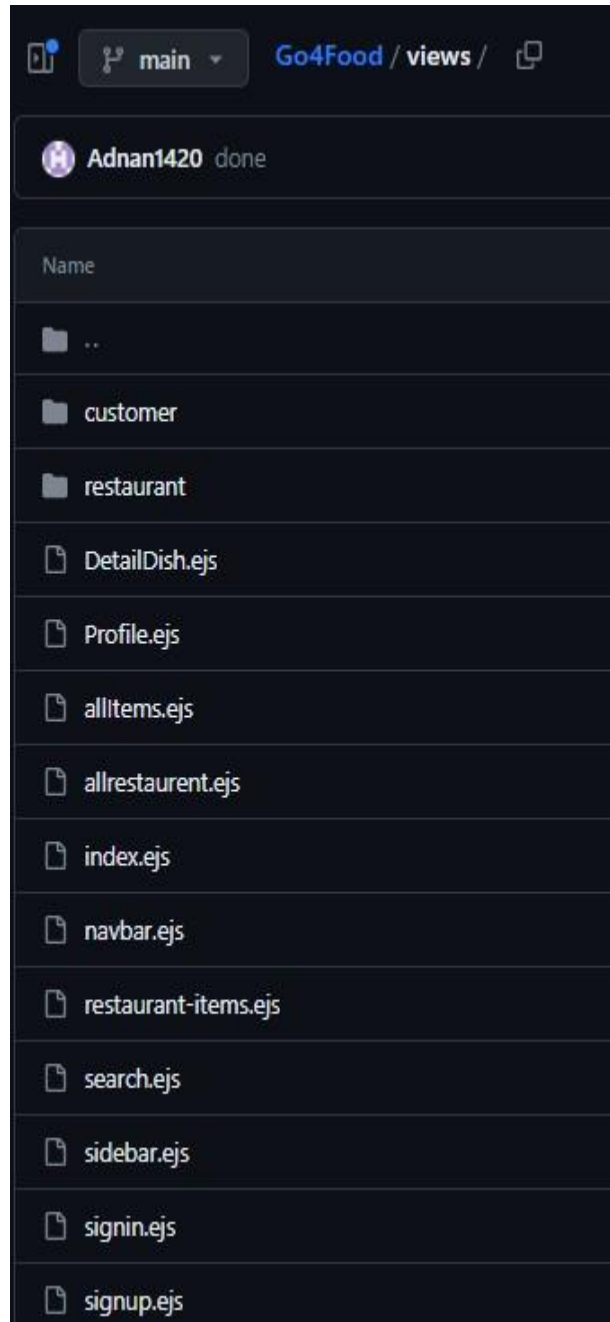 main Go4Food / views /
Adnan1420 done
Name
..
customer
restaurant
DetailDish.ejs
Profile.ejs
allItems.ejs
allrestaurent.ejs
index.ejs
navbar.ejs
restaurant-items.ejs
search.ejs
sidebar.ejs
signin.ejs
signup.ejs